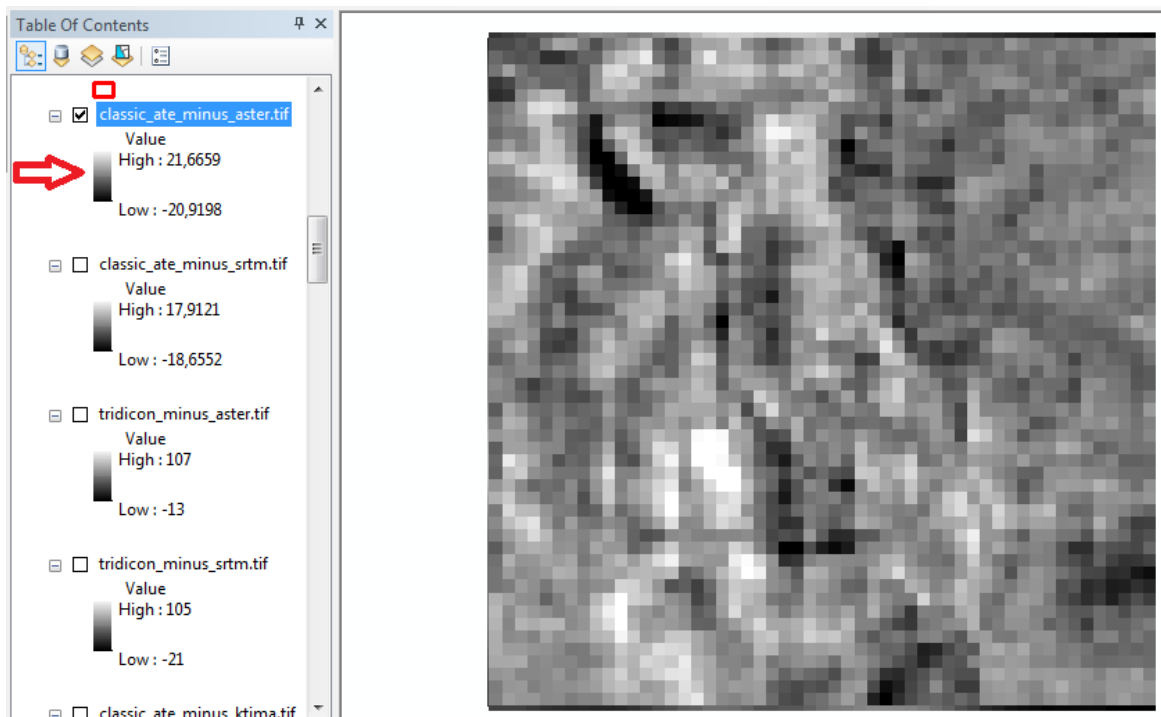 Table Of Contents
classic_ate_minus_aster.tif
Value
High : 21,6659
Low : -20,9198
classic_ate_minus_srtm.tif
Value
High : 17,9121
Low : -18,6552
tridicon_minus_aster.tif
Value
High : 107
Low : -13
tridicon_minus_srtm.tif
Value
High : 105
Low : -21
classic_ate_minus_ktima.tif